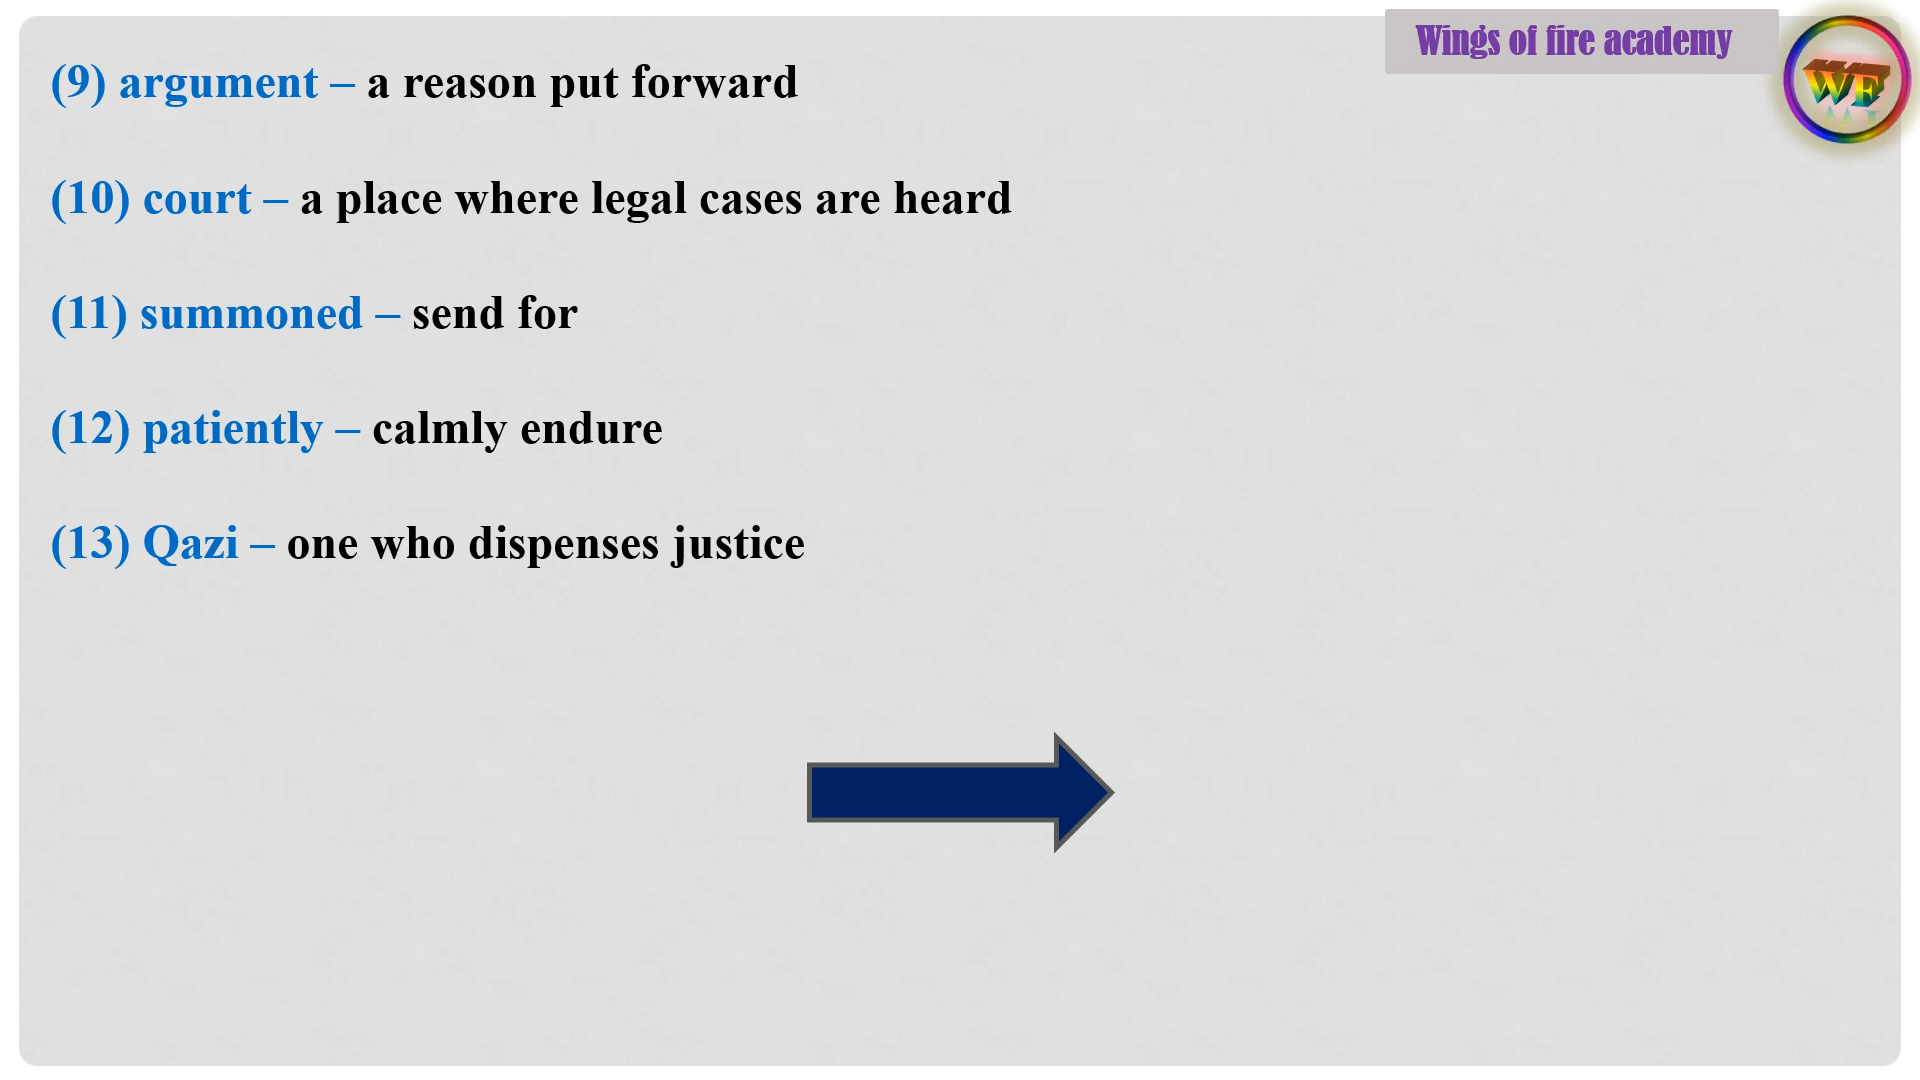 Wings of fire academy
WF
(9) argument – a reason put forward
(10) court – a place where legal cases are heard
(11) summoned – send for
(12) patiently – calmly endure
(13) Qazi – one who dispenses justice